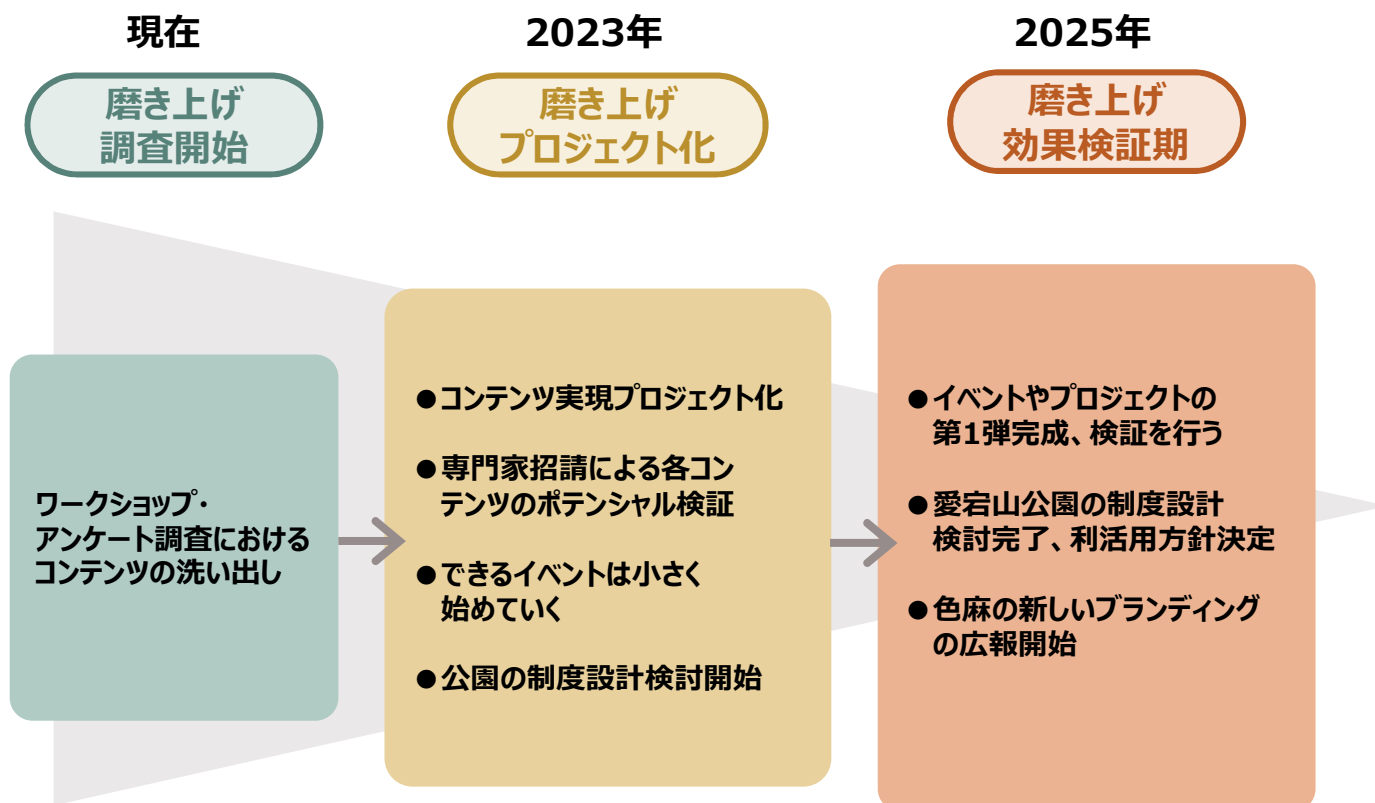 現在
磨き上げ
調査開始
ワークショップ・
アンケート調査における
コンテンツの洗い出し
2023年
磨き上げ
プロジェクト化
●コンテンツ実現プロジェクト化
●専門家招請による各コン
テンツのポテンシャル検証
●できるイベントは小さく
始めていく
●公園の制度設計検討開始
2025年
磨き上げ
効果検証期
●イベントやプロジェクトの
第1弾完成、検証を行う
●愛宕山公園の制度設計
検討完了、利活用方針決定
●色麻の新しいブランディング
の広報開始